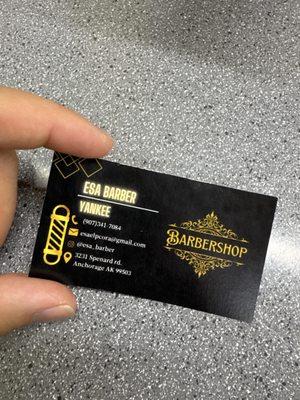 ESA BARBER
YANKEE
(907)341-7084
esaelpcora@gmail.com
@esa_barber
3231 Spenard rd.
Anchorage AK 99503
BARBERSHOP